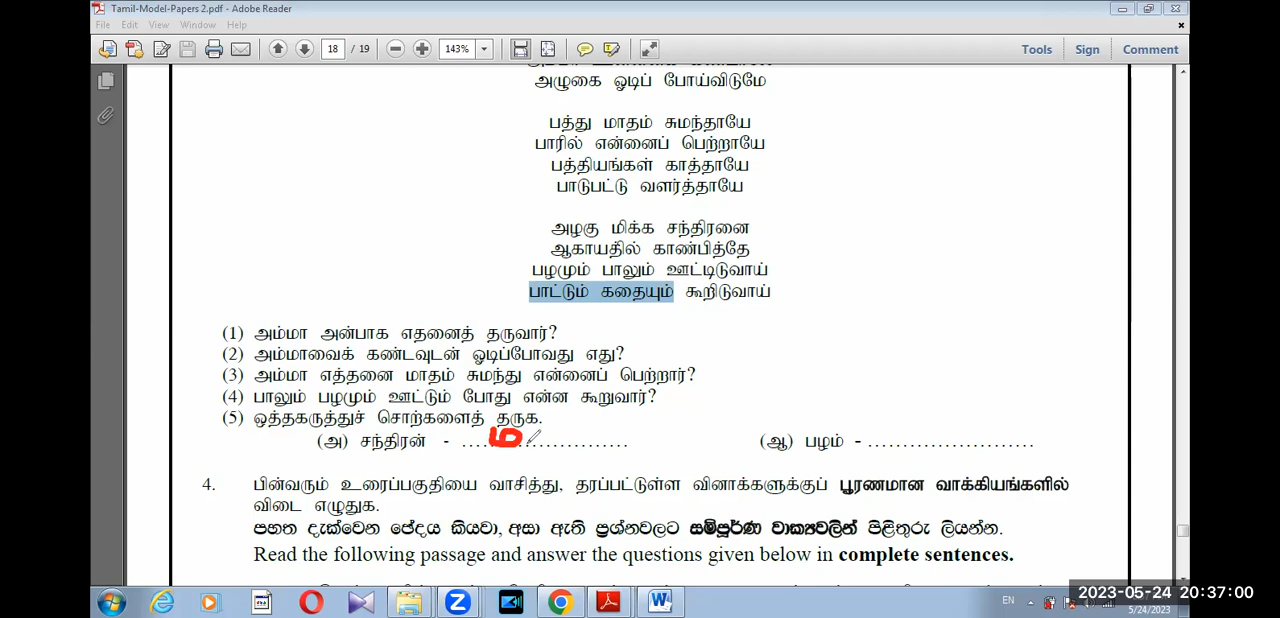 Tamil-Model-Papers 2.pdf - Adobe Reader
File Edit View Window Help
18 / 19 143% Tools Sign Comment
அழுகை ஓடிப் போய்விடுமே
பத்து மாதம் சுமந்தாயே
பாரில் என்னைப் பெற்றாயே
பத்தியங்கள் காத்தாயே
பாடுபட்டு வளர்த்தாயே
அழகு மிக்க சந்திரனை
ஆகாயதில் காண்பித்தே
பழமும் பாலும் ஊட்டிடுவாய்
பாட்டும் கதையும் கூறிடுவாய்
(1) அம்மா அன்பாக எதனைத் தருவார்?
(2) அம்மாவைக் கண்டவுடன் ஓடிப்போவது எது?
(3) அம்மா எத்தனை மாதம் சுமந்து என்னைப் பெற்றார்?
(4) பாலும் பழமும் ஊட்டும் போது என்ன கூறுவார்?
(5) ஒத்தகருத்துச் சொற்களைத் தருக.
(அ) சந்திரன் - ........................ (ஆ) பழம் - ........................
4. பின்வரும் உரைப்பகுதியை வாசித்து, தரப்பட்டுள்ள வினாக்களுக்குப் பூரணமான வாக்கியங்களில்
விடை எழுதுக.
පහත දැක්වෙන ඡේදය කියවා, අසා ඇති ප්‍රශ්නවලට සම්පූර්ණ වාක්‍යවලින් පිළිතුරු ලියන්න.
Read the following passage and answer the questions given below in complete sentences.
EN
2023-05-24 20:37:00
5/24/2023